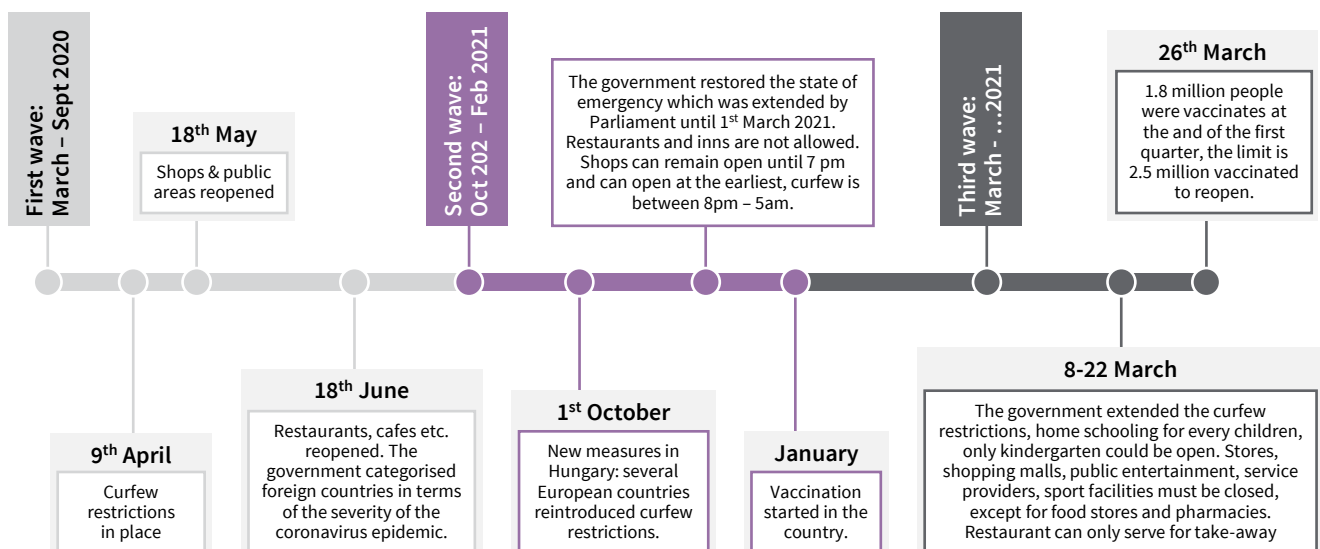 First wave:
March – Sept 2020
9th April
Curfew
restrictions
in place
18th May
Shops & public
areas reopened
18th June
Restaurants, cafes etc.
reopened. The
government categorised
foreign countries in terms
of the severity of the
coronavirus epidemic.
Second wave:
Oct 202 – Feb 2021
1st October
New measures in
Hungary: several
European countries
reintroduced curfew
restrictions.
The government restored the state of
emergency which was extended by
Parliament until 1st March 2021.
Restaurants and inns are not allowed.
Shops can remain open until 7 pm
and can open at the earliest, curfew is
between 8pm – 5am.
January
Vaccination
started in the
country.
Third wave:
March - ...2021
8-22 March
The government extended the curfew
restrictions, home schooling for every children,
only kindergarten could be open. Stores,
shopping malls, public entertainment, service
providers, sport facilities must be closed,
except for food stores and pharmacies.
Restaurant can only serve for take-away
26th March
1.8 million people
were vaccinates at
the and of the first
quarter, the limit is
2.5 million vaccinated
to reopen.